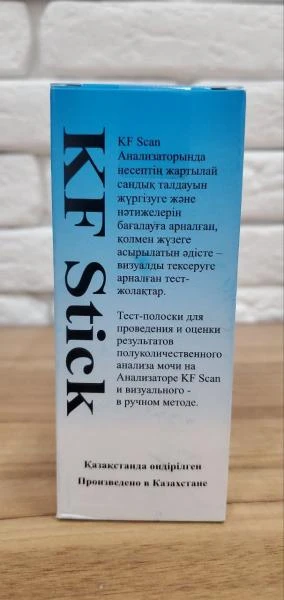 KF Stick
KF Scan
Анализаторында
несептің жартылай
сандық талдауын
жүргізуге және
нәтижелерін
бағалауға арналған,
қолмен жүзеге
асырылатын әдісте –
визуалды тексеруге
арналған тест-
жолақтар.
Тест-полоски для
проведения и оценки
результатов
полуколичественного
анализа мочи на
Анализаторе KF Scan
и визуального -
в ручном методе.
Қазақстанда өндірілген
Произведено в Казахстане